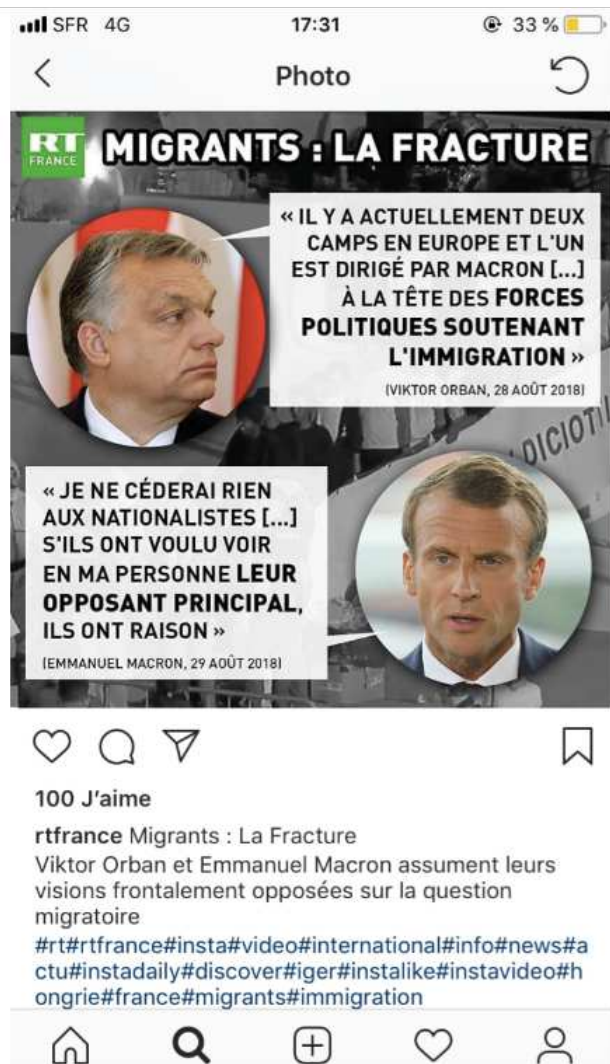 SFR 4G 17:31 33 %
Photo
RT
FRANCE
MIGRANTS : LA FRACTURE
« IL Y A ACTUELLEMENT DEUX
CAMPS EN EUROPE ET L'UN
EST DIRIGÉ PAR MACRON [...]
À LA TÊTE DES FORCES
POLITIQUES SOUTENANT
L'IMMIGRATION »
(VIKTOR ORBAN, 28 AOÛT 2018)
DICIOTTI
« JE NE CÉDERAI RIEN
AUX NATIONALISTES [...]
S'ILS ONT VOULU VOIR
EN MA PERSONNE LEUR
OPPOSANT PRINCIPAL,
ILS ONT RAISON »
(EMMANUEL MACRON, 29 AOÛT 2018)
100 J'aime
rtfrance Migrants : La Fracture
Viktor Orban et Emmanuel Macron assument leurs
visions frontalement opposées sur la question
migratoire
#rt#rtfrance#insta#video#international#info#news#a
ctu#instadaily#discover#iger#instalike#instavideo#h
ongrie#france#migrants#immigration